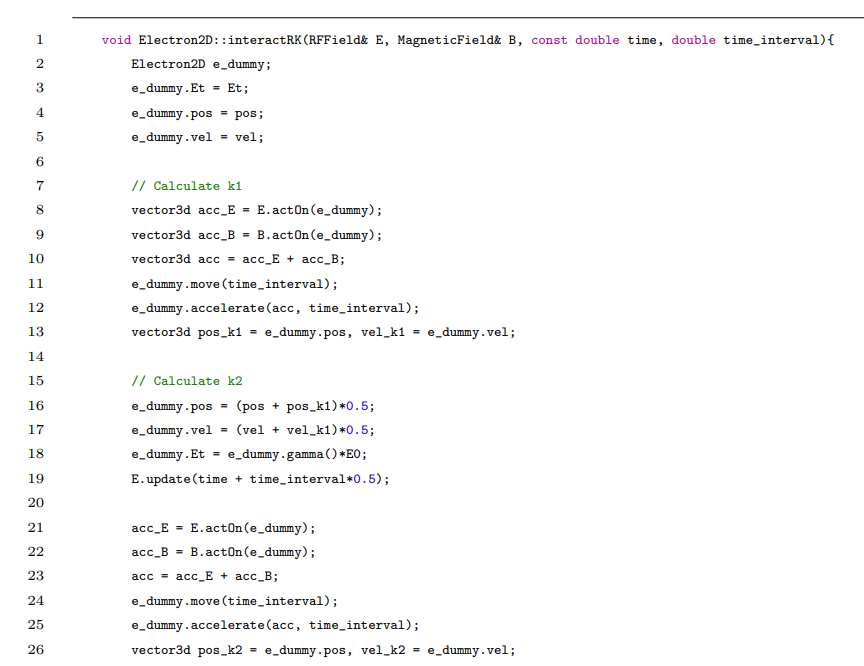 1 void Electron2D::interactRK(RFField& E, MagneticField& B, const double time, double time_interval){
2 Electron2D e_dummy;
3 e_dummy.Et = Et;
4 e_dummy.pos = pos;
5 e_dummy.vel = vel;
6
7 // Calculate k1
8 vector3d acc_E = E.actOn(e_dummy);
9 vector3d acc_B = B.actOn(e_dummy);
10 vector3d acc = acc_E + acc_B;
11 e_dummy.move(time_interval);
12 e_dummy.accelerate(acc, time_interval);
13 vector3d pos_k1 = e_dummy.pos, vel_k1 = e_dummy.vel;
14
15 // Calculate k2
16 e_dummy.pos = (pos + pos_k1)*0.5;
17 e_dummy.vel = (vel + vel_k1)*0.5;
18 e_dummy.Et = e_dummy.gamma()*E0;
19 E.update(time + time_interval*0.5);
20
21 acc_E = E.actOn(e_dummy);
22 acc_B = B.actOn(e_dummy);
23 acc = acc_E + acc_B;
24 e_dummy.move(time_interval);
25 e_dummy.accelerate(acc, time_interval);
26 vector3d pos_k2 = e_dummy.pos, vel_k2 = e_dummy.vel;